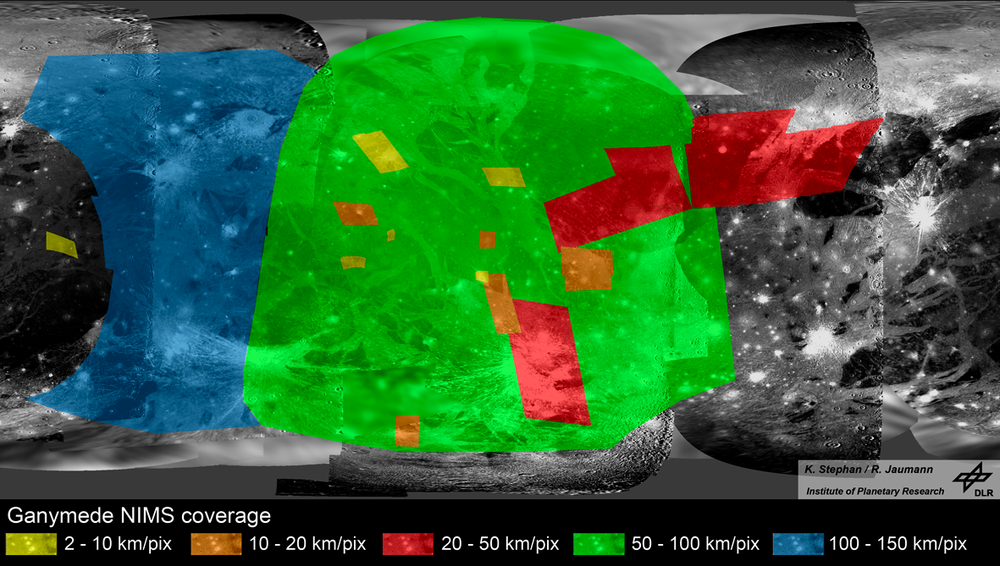 K. Stephan / R. Jaumann
Institute of Planetary Research
DLR
Ganymede NIMS coverage
2 - 10 km/pix
10 - 20 km/pix
20 - 50 km/pix
50 - 100 km/pix
100 - 150 km/pix